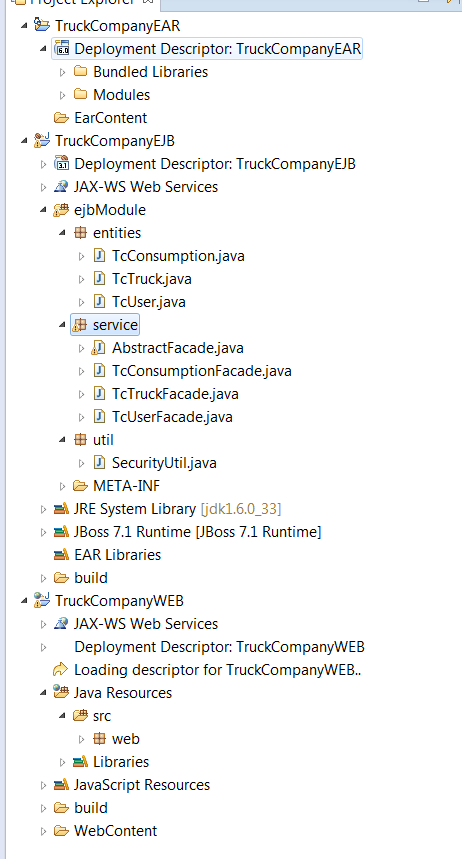 Project Explorer
TruckCompanyEAR
Deployment Descriptor: TruckCompanyEAR
Bundled Libraries
Modules
EarContent
TruckCompanyEJB
Deployment Descriptor: TruckCompanyEJB
JAX-WS Web Services
ejbModule
entities
TcConsumption.java
TcTruck.java
TcUser.java
service
AbstractFacade.java
TcConsumptionFacade.java
TcTruckFacade.java
TcUserFacade.java
util
SecurityUtil.java
META-INF
JRE System Library [jdk1.6.0_33]
JBoss 7.1 Runtime [JBoss 7.1 Runtime]
EAR Libraries
build
TruckCompanyWEB
JAX-WS Web Services
Deployment Descriptor: TruckCompanyWEB
Loading descriptor for TruckCompanyWEB..
Java Resources
src
web
Libraries
JavaScript Resources
build
WebContent